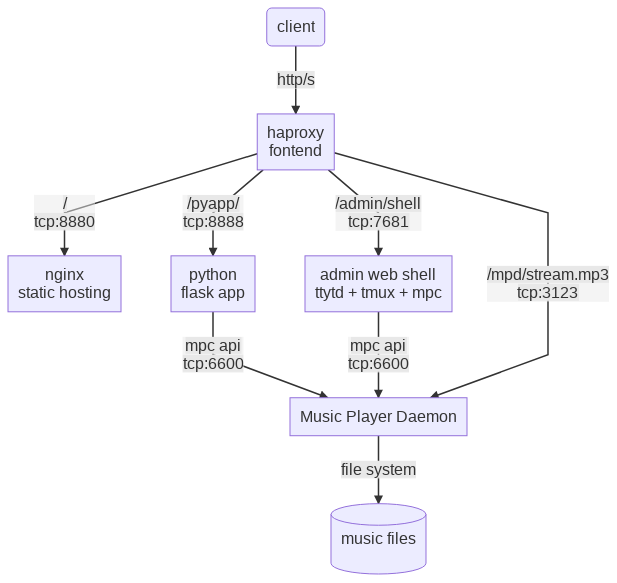 client
http/s
haproxy
fontend
/
tcp:8880
/pyapp/
tcp:8888
/admin/shell
tcp:7681
/mpd/stream.mp3
tcp:3123
nginx
static hosting
python
flask app
admin web shell
ttytd + tmux + mpc
mpc api
tcp:6600
mpc api
tcp:6600
Music Player Daemon
file system
music files